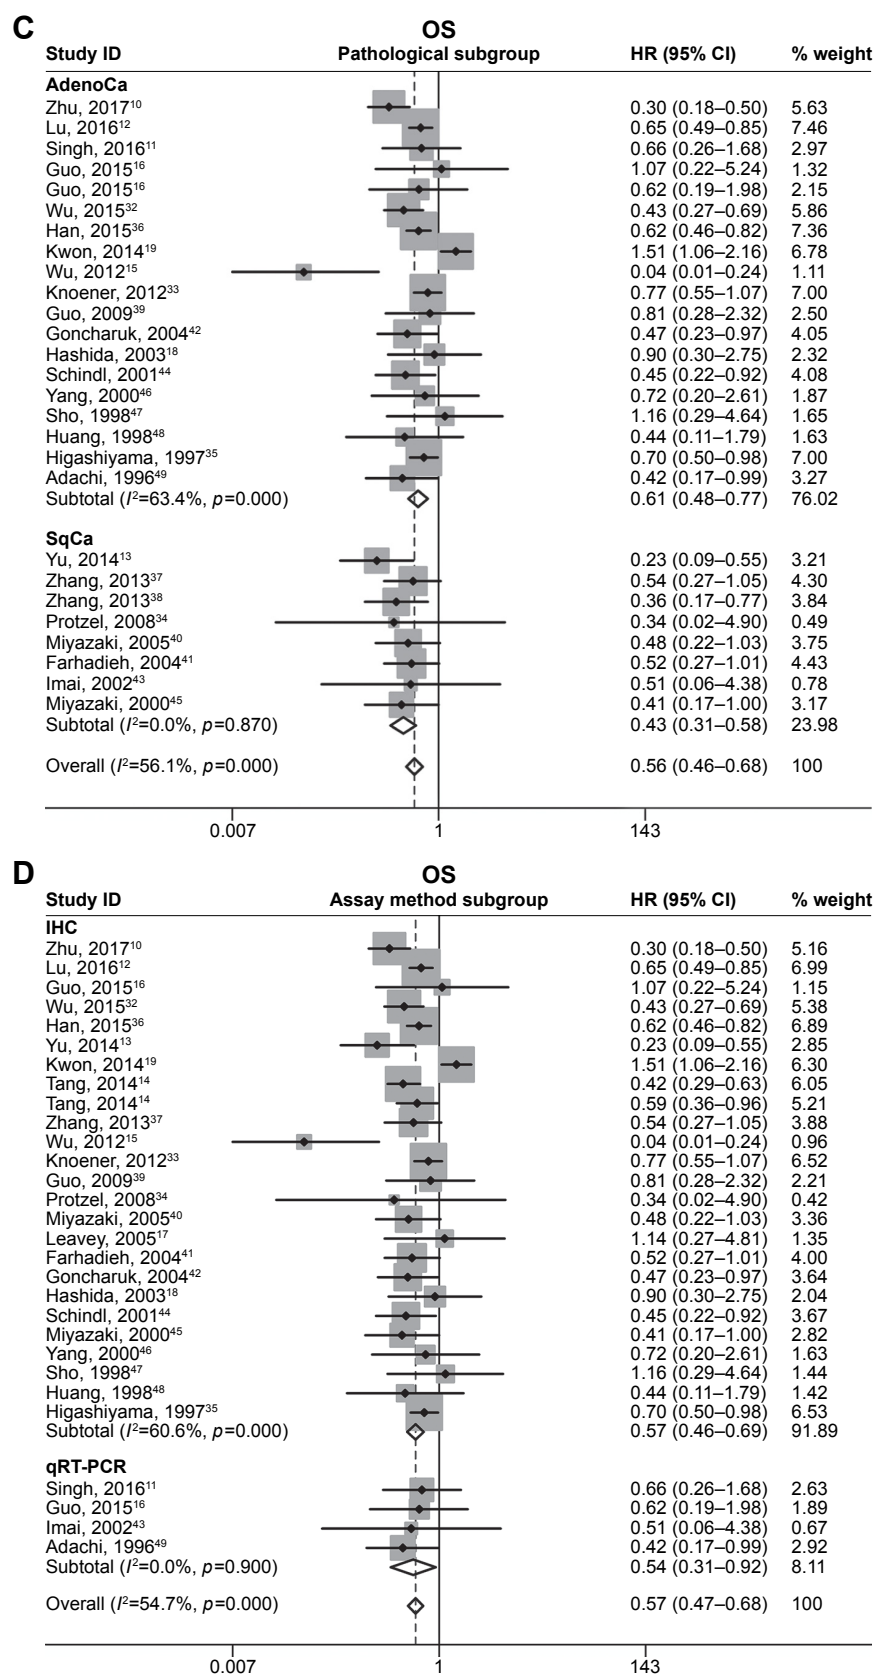 C
OS
Study ID Pathological subgroup HR (95% CI) % weight
AdenoCa
Zhu, 2017¹⁰ 0.30 (0.18–0.50) 5.63
Lu, 2016¹² 0.65 (0.49–0.85) 7.46
Singh, 2016¹¹ 0.66 (0.26–1.68) 2.97
Guo, 2015¹⁶ 1.07 (0.22–5.24) 1.32
Guo, 2015¹⁶ 0.62 (0.19–1.98) 2.15
Wu, 2015³² 0.43 (0.27–0.69) 5.86
Han, 2015³⁶ 0.62 (0.46–0.82) 7.36
Kwon, 2014¹⁹ 1.51 (1.06–2.16) 6.78
Wu, 2012¹⁵ 0.04 (0.01–0.24) 1.11
Knoener, 2012³³ 0.77 (0.55–1.07) 7.00
Guo, 2009³⁹ 0.81 (0.28–2.32) 2.50
Goncharuk, 2004⁴² 0.47 (0.23–0.97) 4.05
Hashida, 2003¹⁸ 0.90 (0.30–2.75) 2.32
Schindl, 2001⁴⁴ 0.45 (0.22–0.92) 4.08
Yang, 2000⁴⁶ 0.72 (0.20–2.61) 1.87
Sho, 1998⁴⁷ 1.16 (0.29–4.64) 1.65
Huang, 1998⁴⁸ 0.44 (0.11–1.79) 1.63
Higashiyama, 1997³⁵ 0.70 (0.50–0.98) 7.00
Adachi, 1996⁴⁹ 0.42 (0.17–0.99) 3.27
Subtotal (I²=63.4%, p=0.000) 0.61 (0.48–0.77) 76.02
SqCa
Yu, 2014¹³ 0.23 (0.09–0.55) 3.21
Zhang, 2013³⁷ 0.54 (0.27–1.05) 4.30
Zhang, 2013³⁸ 0.36 (0.17–0.77) 3.84
Protzel, 2008³⁴ 0.34 (0.02–4.90) 0.49
Miyazaki, 2005⁴⁰ 0.48 (0.22–1.03) 3.75
Farhadieh, 2004⁴¹ 0.52 (0.27–1.01) 4.43
Imai, 2002⁴³ 0.51 (0.06–4.38) 0.78
Miyazaki, 2000⁴⁵ 0.41 (0.17–1.00) 3.17
Subtotal (I²=0.0%, p=0.870) 0.43 (0.31–0.58) 23.98
Overall (I²=56.1%, p=0.000) 0.56 (0.46–0.68) 100
0.007 1 143
D
OS
Study ID Assay method subgroup HR (95% CI) % weight
IHC
Zhu, 2017¹⁰ 0.30 (0.18–0.50) 5.16
Lu, 2016¹² 0.65 (0.49–0.85) 6.99
Guo, 2015¹⁶ 1.07 (0.22–5.24) 1.15
Wu, 2015³² 0.43 (0.27–0.69) 5.38
Han, 2015³⁶ 0.62 (0.46–0.82) 6.89
Yu, 2014¹³ 0.23 (0.09–0.55) 2.85
Kwon, 2014¹⁹ 1.51 (1.06–2.16) 6.30
Tang, 2014¹⁴ 0.42 (0.29–0.63) 6.05
Tang, 2014¹⁴ 0.59 (0.36–0.96) 5.21
Zhang, 2013³⁷ 0.54 (0.27–1.05) 3.88
Wu, 2012¹⁵ 0.04 (0.01–0.24) 0.96
Knoener, 2012³³ 0.77 (0.55–1.07) 6.52
Guo, 2009³⁹ 0.81 (0.28–2.32) 2.21
Protzel, 2008³⁴ 0.34 (0.02–4.90) 0.42
Miyazaki, 2005⁴⁰ 0.48 (0.22–1.03) 3.36
Leavey, 2005¹⁷ 1.14 (0.27–4.81) 1.35
Farhadieh, 2004⁴¹ 0.52 (0.27–1.01) 4.00
Goncharuk, 2004⁴² 0.47 (0.23–0.97) 3.64
Hashida, 2003¹⁸ 0.90 (0.30–2.75) 2.04
Schindl, 2001⁴⁴ 0.45 (0.22–0.92) 3.67
Miyazaki, 2000⁴⁵ 0.41 (0.17–1.00) 2.82
Yang, 2000⁴⁶ 0.72 (0.20–2.61) 1.63
Sho, 1998⁴⁷ 1.16 (0.29–4.64) 1.44
Huang, 1998⁴⁸ 0.44 (0.11–1.79) 1.42
Higashiyama, 1997³⁵ 0.70 (0.50–0.98) 6.53
Subtotal (I²=60.6%, p=0.000) 0.57 (0.46–0.69) 91.89
qRT-PCR
Singh, 2016¹¹ 0.66 (0.26–1.68) 2.63
Guo, 2015¹⁶ 0.62 (0.19–1.98) 1.89
Imai, 2002⁴³ 0.51 (0.06–4.38) 0.67
Adachi, 1996⁴⁹ 0.42 (0.17–0.99) 2.92
Subtotal (I²=0.0%, p=0.900) 0.54 (0.31–0.92) 8.11
Overall (I²=54.7%, p=0.000) 0.57 (0.47–0.68) 100
0.007 1 143